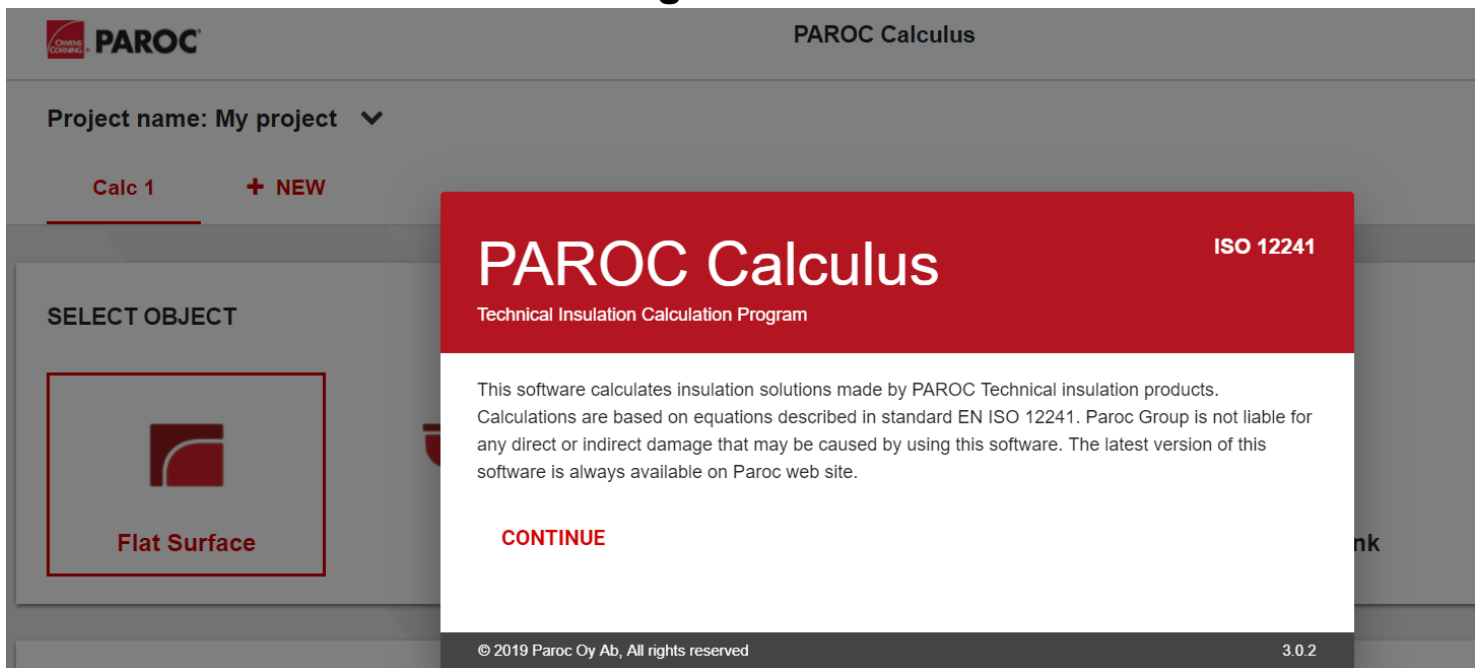 OWENS CORNING PAROC
PAROC Calculus
Project name: My project
Calc 1 + NEW
SELECT OBJECT
Flat Surface
PAROC Calculus
ISO 12241
Technical Insulation Calculation Program
This software calculates insulation solutions made by PAROC Technical insulation products.
Calculations are based on equations described in standard EN ISO 12241. Paroc Group is not liable for
any direct or indirect damage that may be caused by using this software. The latest version of this
software is always available on Paroc web site.
CONTINUE
nk
© 2019 Paroc Oy Ab, All rights reserved
3.0.2